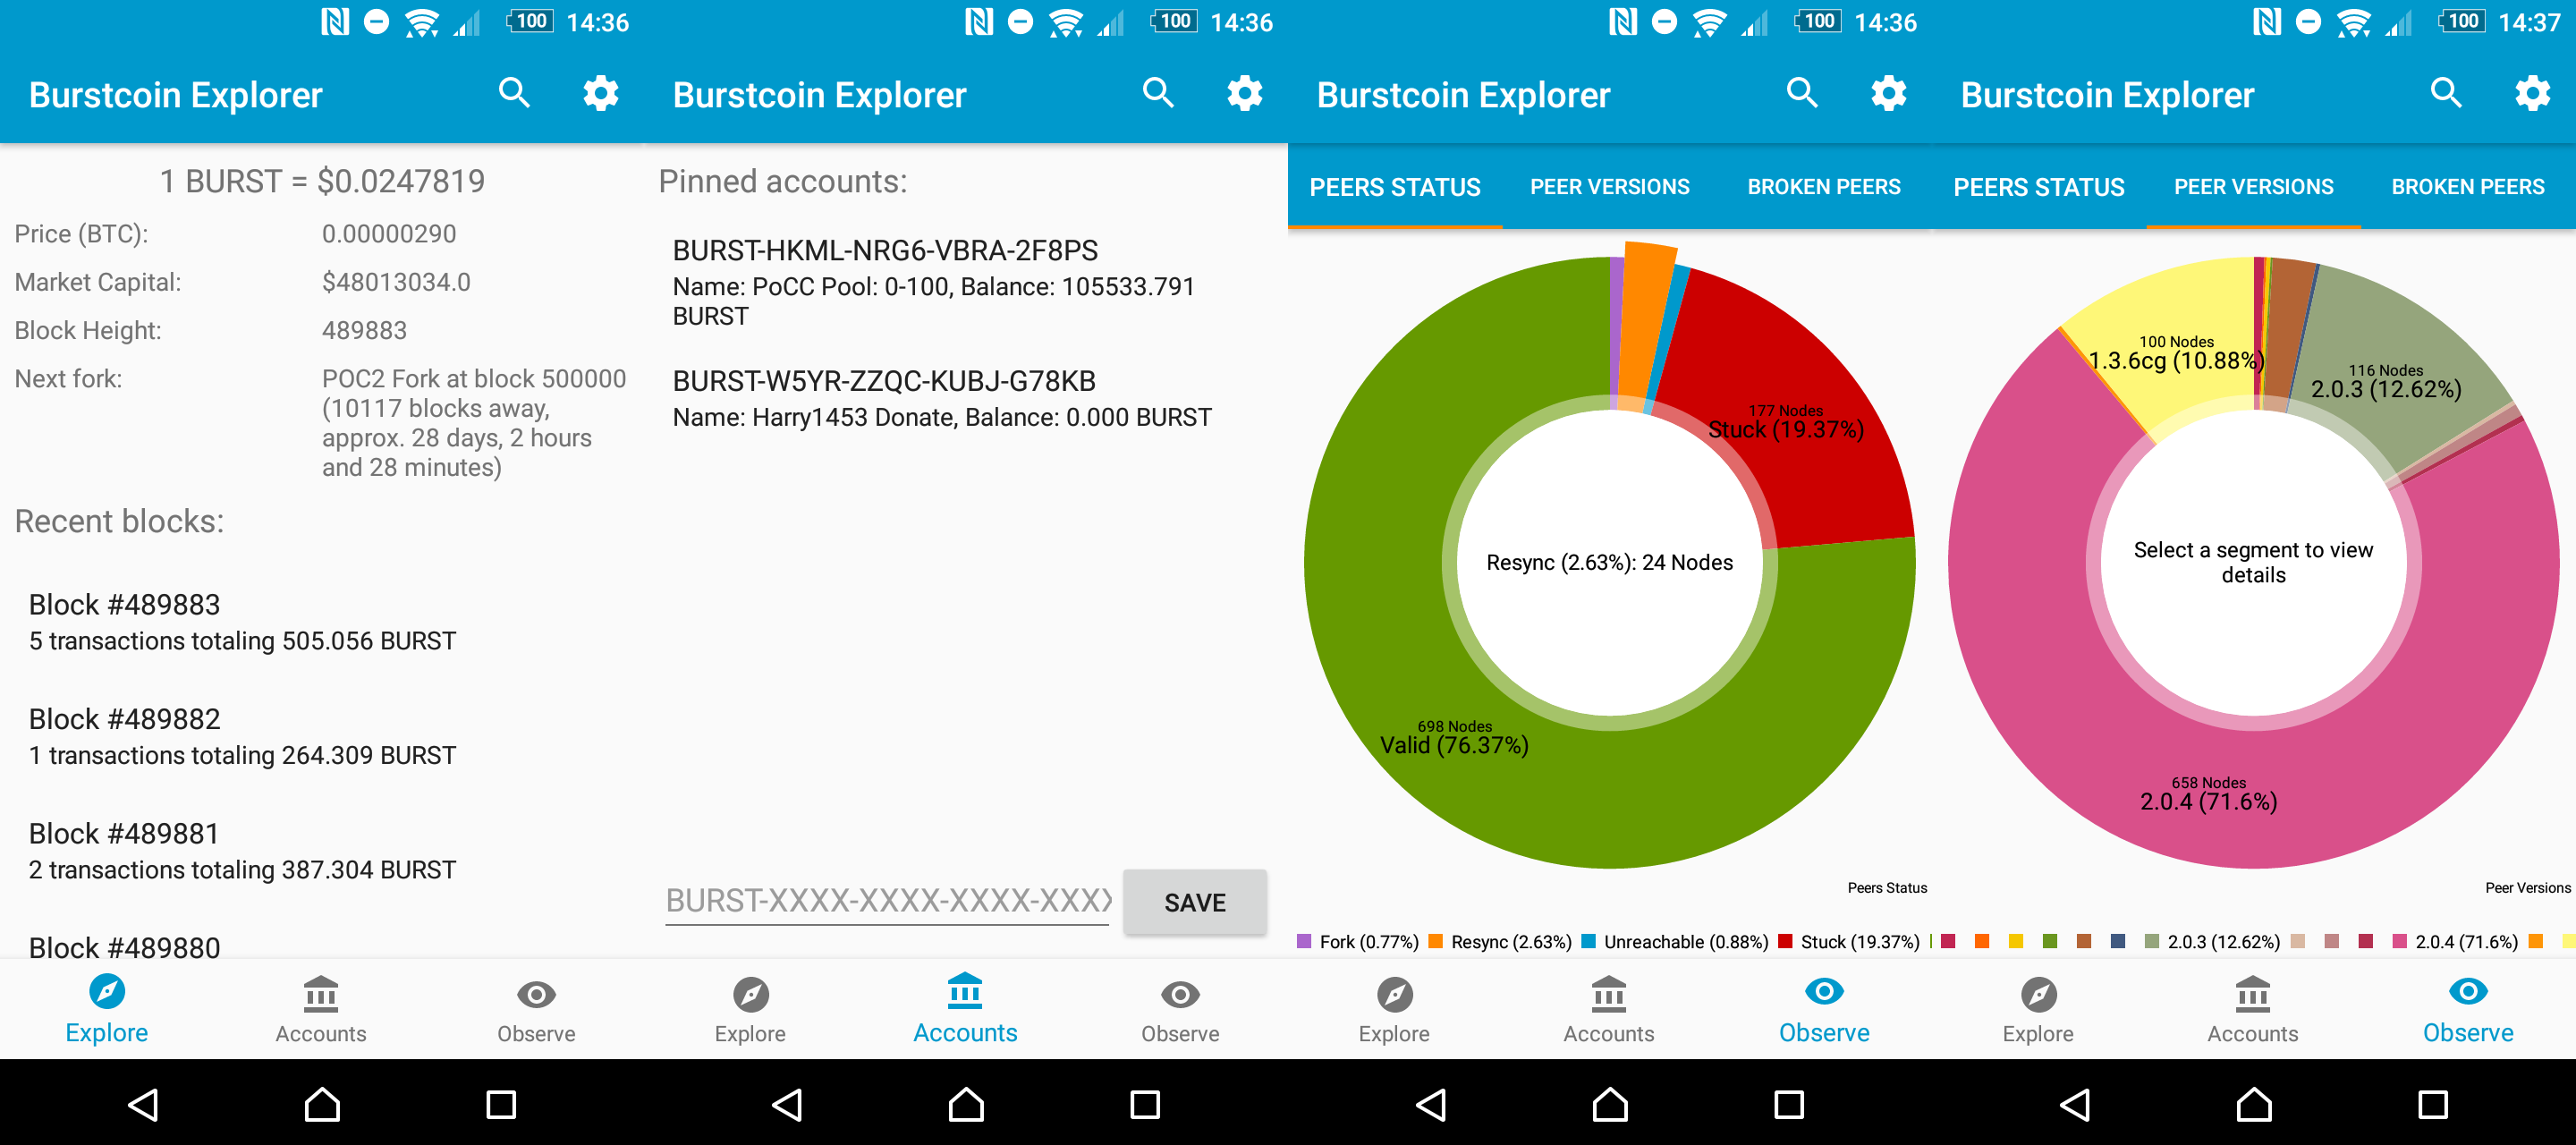 100 14:36
Burstcoin Explorer
1 BURST = $0.0247819
Price (BTC): 0.00000290
Market Capital: $48013034.0
Block Height: 489883
Next fork: POC2 Fork at block 500000
(10117 blocks away,
approx. 28 days, 2 hours
and 28 minutes)
Recent blocks:
Block #489883
5 transactions totaling 505.056 BURST
Block #489882
1 transactions totaling 264.309 BURST
Block #489881
2 transactions totaling 387.304 BURST
Block #489880
Explore Accounts Observe
100 14:36
Burstcoin Explorer
Pinned accounts:
BURST-HKML-NRG6-VBRA-2F8PS
Name: PoCC Pool: 0-100, Balance: 105533.791
BURST
BURST-W5YR-ZZQC-KUBJ-G78KB
Name: Harry1453 Donate, Balance: 0.000 BURST
BURST-XXXX-XXXX-XXXX-XXXX
SAVE
Explore Accounts Observe
100 14:36
Burstcoin Explorer
PEERS STATUS PEER VERSIONS BROKEN PEERS
177 Nodes
Stuck (19.37%)
Resync (2.63%): 24 Nodes
698 Nodes
Valid (76.37%)
Peers Status
Fork (0.77%) Resync (2.63%) Unreachable (0.88%) Stuck (19.37%)
Explore Accounts Observe
100 14:37
Burstcoin Explorer
PEERS STATUS PEER VERSIONS BROKEN PEERS
100 Nodes
1.3.6cg (10.88%)
116 Nodes
2.0.3 (12.62%)
Select a segment to view
details
658 Nodes
2.0.4 (71.6%)
Peer Versions
2.0.3 (12.62%) 2.0.4 (71.6%)
Explore Accounts Observe